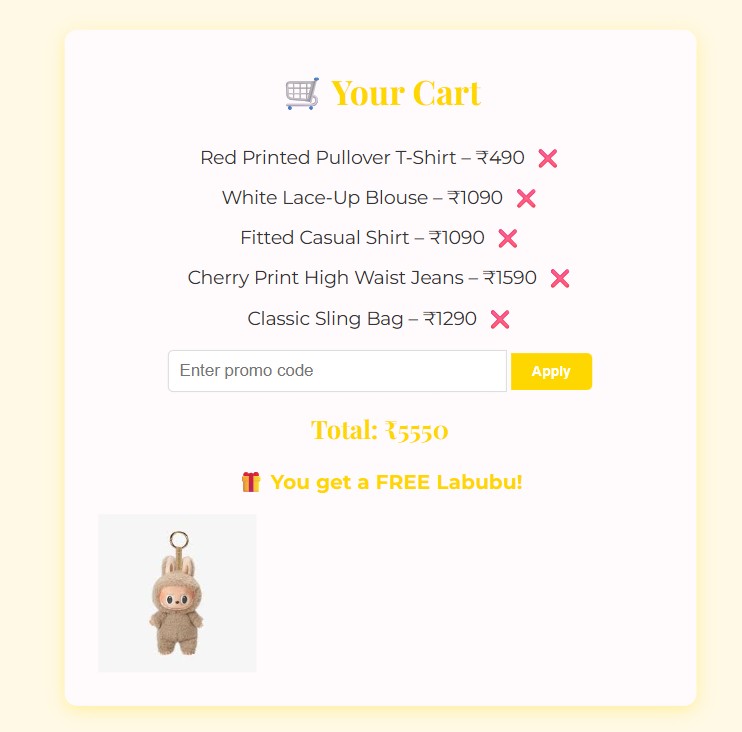 🛒 Your Cart
Red Printed Pullover T-Shirt – ₹490 ❌
White Lace-Up Blouse – ₹1090 ❌
Fitted Casual Shirt – ₹1090 ❌
Cherry Print High Waist Jeans – ₹1590 ❌
Classic Sling Bag – ₹1290 ❌
Enter promo code Apply
Total: ₹5550
🎁 You get a FREE Labubu!